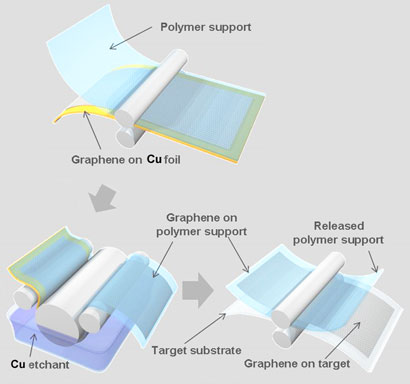 Polymer support
Graphene on Cu foil
Graphene on
polymer support
Released
polymer support
Cu etchant
Target substrate
Graphene on target